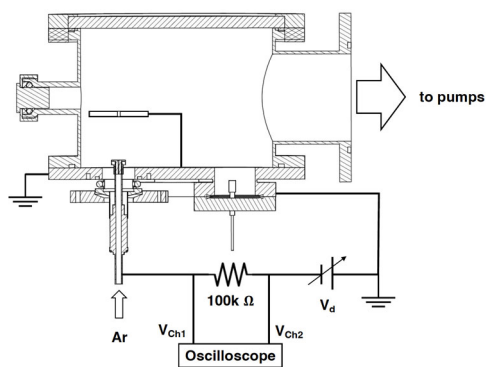 to pumps
100k Ω
V_d
Ar
V_Ch1
V_Ch2
Oscilloscope